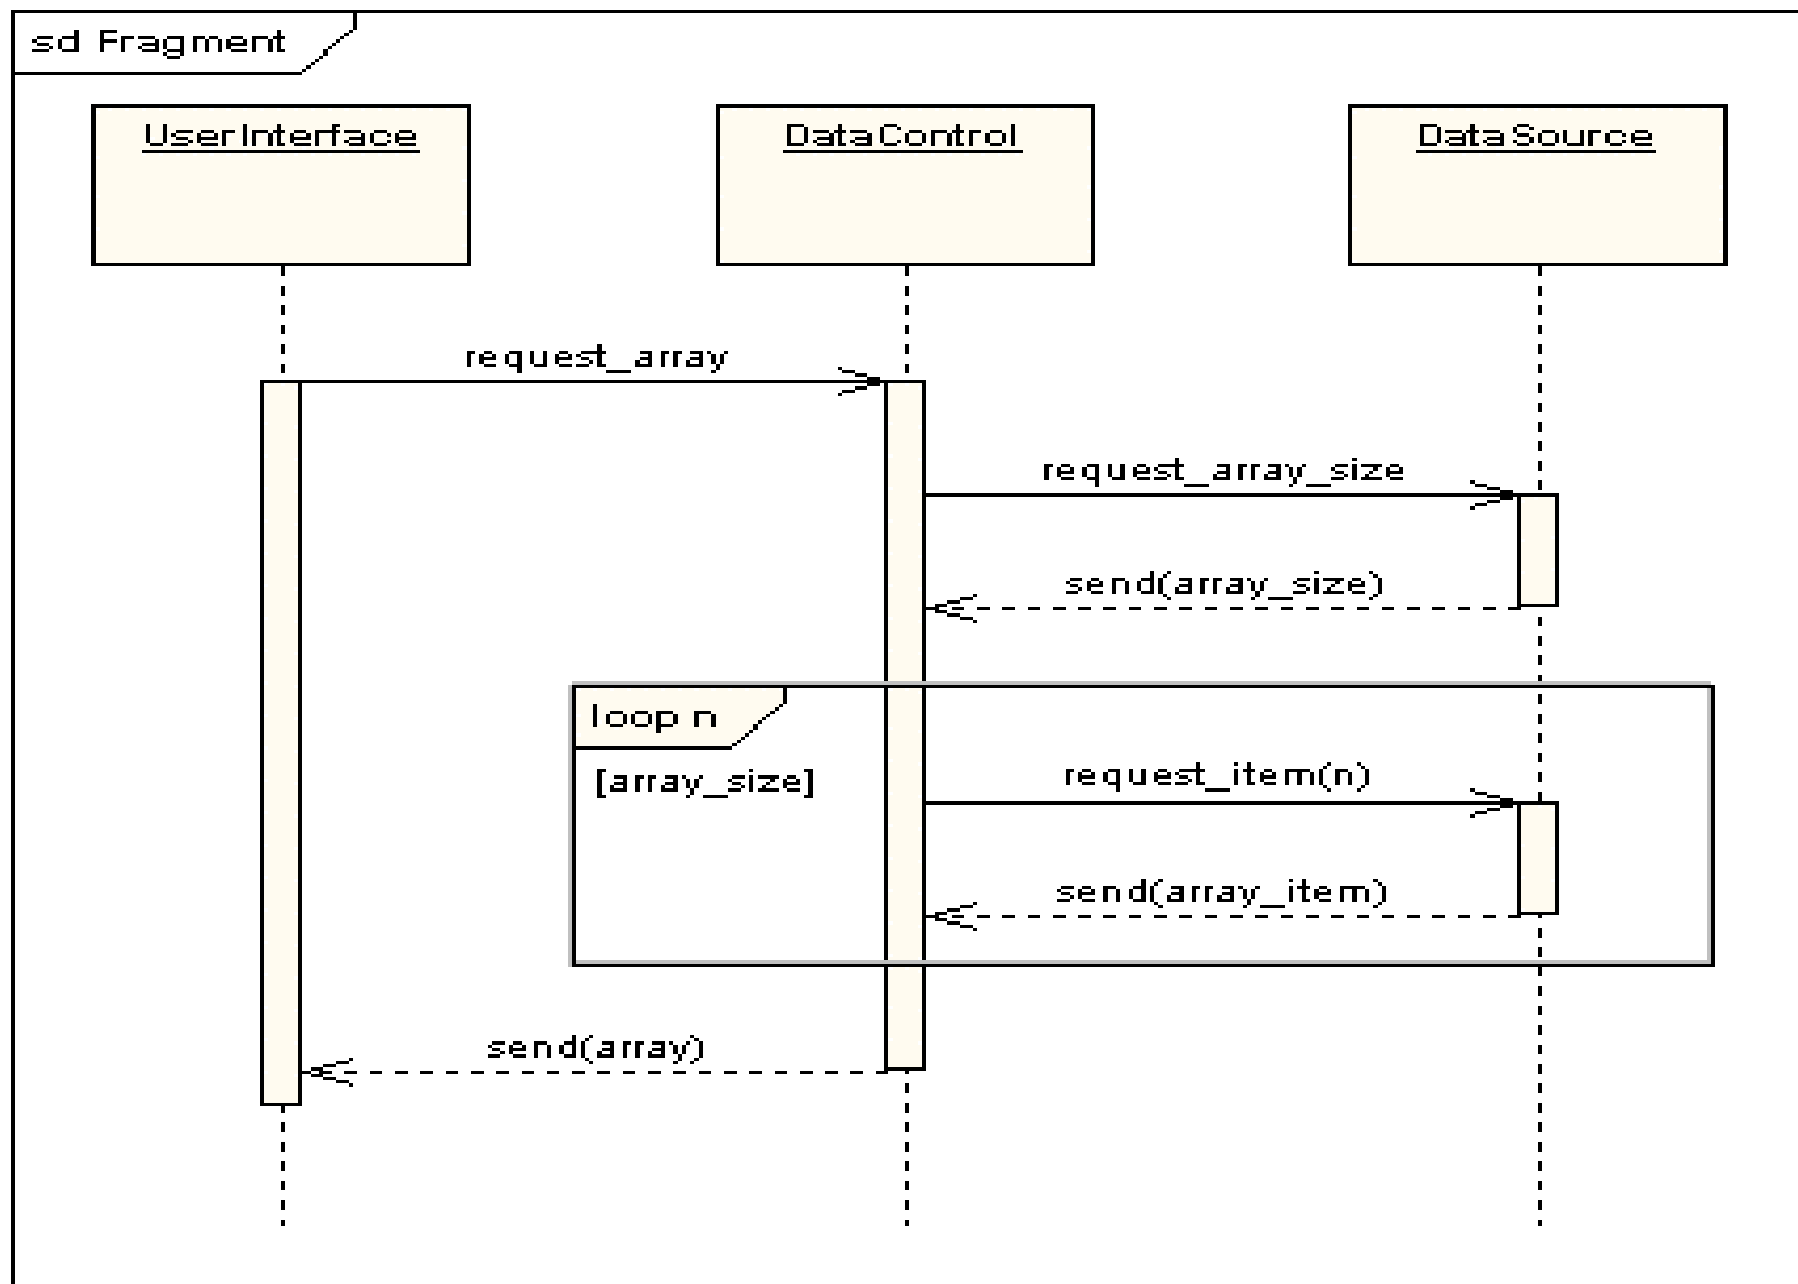 sd Fragment
UserInterface
DataControl
DataSource
request_array
request_array_size
send(array_size)
loop n
[array_size]
request_item(n)
send(array_item)
send(array)